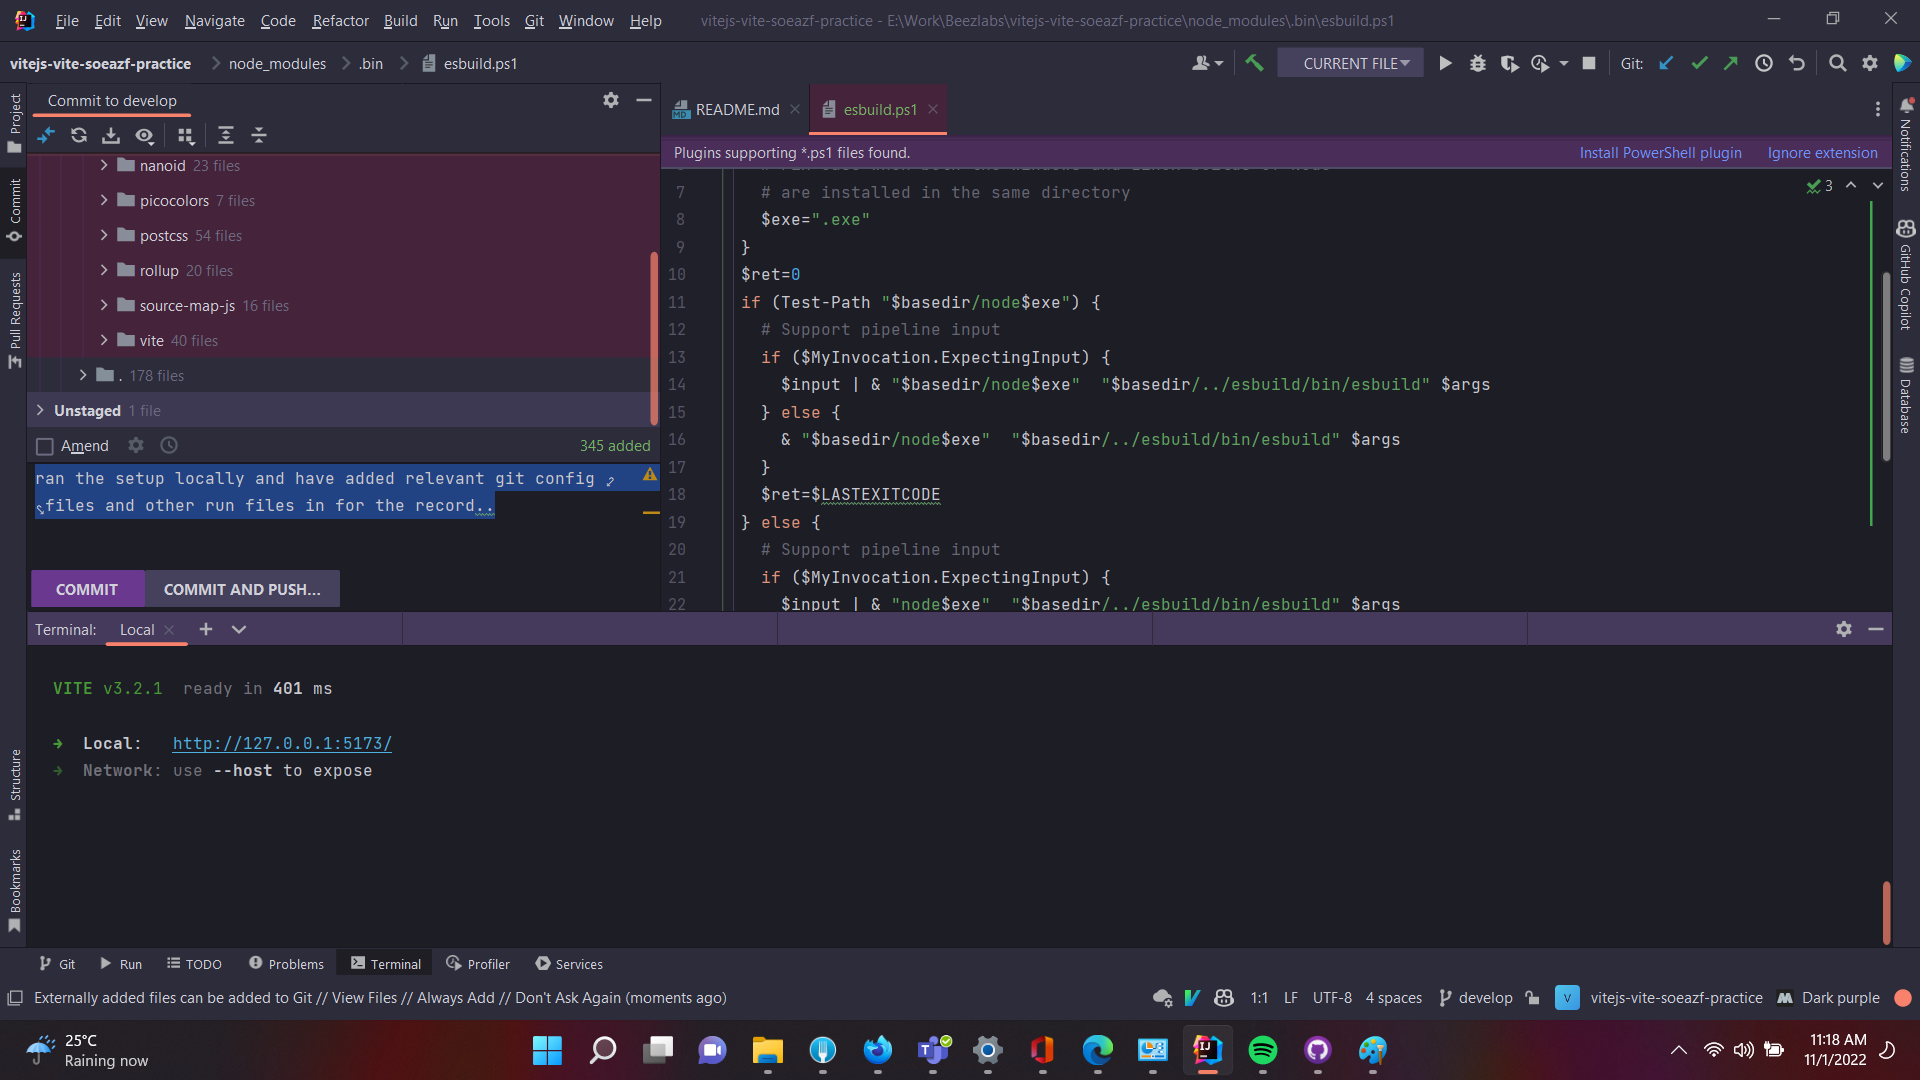 File Edit View Navigate Code Refactor Build Run Tools Git Window Help vitejs-vite-soeazf-practice - E:\Work\Beezlabs\vitejs-vite-soeazf-practice\node_modules\.bin\esbuild.ps1
vitejs-vite-soeazf-practice node_modules .bin esbuild.ps1 CURRENT FILE Git:
Project
Commit
Pull Requests
Structure
Bookmarks
Commit to develop
nanoid 23 files
picocolors 7 files
postcss 54 files
rollup 20 files
source-map-js 16 files
vite 40 files
. 178 files
Unstaged 1 file
Amend 345 added
ran the setup locally and have added relevant git config
files and other run files in for the record..
COMMIT COMMIT AND PUSH...
README.md esbuild.ps1
Plugins supporting *.ps1 files found. Install PowerShell plugin Ignore extension
3
7 # are installed in the same directory
8 $exe=".exe"
9 }
10 $ret=0
11 if (Test-Path "$basedir/node$exe") {
12 # Support pipeline input
13 if ($MyInvocation.ExpectingInput) {
14 $input | & "$basedir/node$exe"  "$basedir/../esbuild/bin/esbuild" $args
15 } else {
16 & "$basedir/node$exe"  "$basedir/../esbuild/bin/esbuild" $args
17 }
18 $ret=$LASTEXITCODE
19 } else {
20 # Support pipeline input
21 if ($MyInvocation.ExpectingInput) {
22 $input | & "node$exe"  "$basedir/../esbuild/bin/esbuild" $args
Notifications
GitHub Copilot
Database
Terminal: Local
VITE v3.2.1 ready in 401 ms
➜ Local: http://127.0.0.1:5173/
➜ Network: use --host to expose
Git Run TODO Problems Terminal Profiler Services
Externally added files can be added to Git // View Files // Always Add // Don't Ask Again (moments ago) 1:1 LF UTF-8 4 spaces develop V vitejs-vite-soeazf-practice Dark purple
25°C
Raining now
11:18 AM
11/1/2022